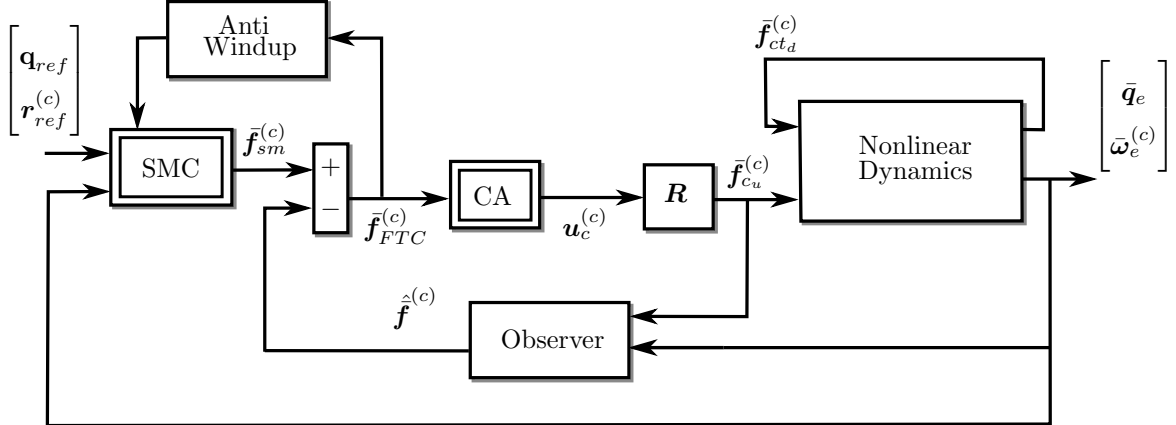 Anti
Windup
q_ref
r_ref^(c)
SMC
f̄_sm^(c)
+
−
f̄_FTC^(c)
CA
u_c^(c)
R
f̄_c_u^(c)
f̄_ct_d^(c)
Nonlinear
Dynamics
q̄_e
ω̄_e^(c)
f̄̂^(c)
Observer